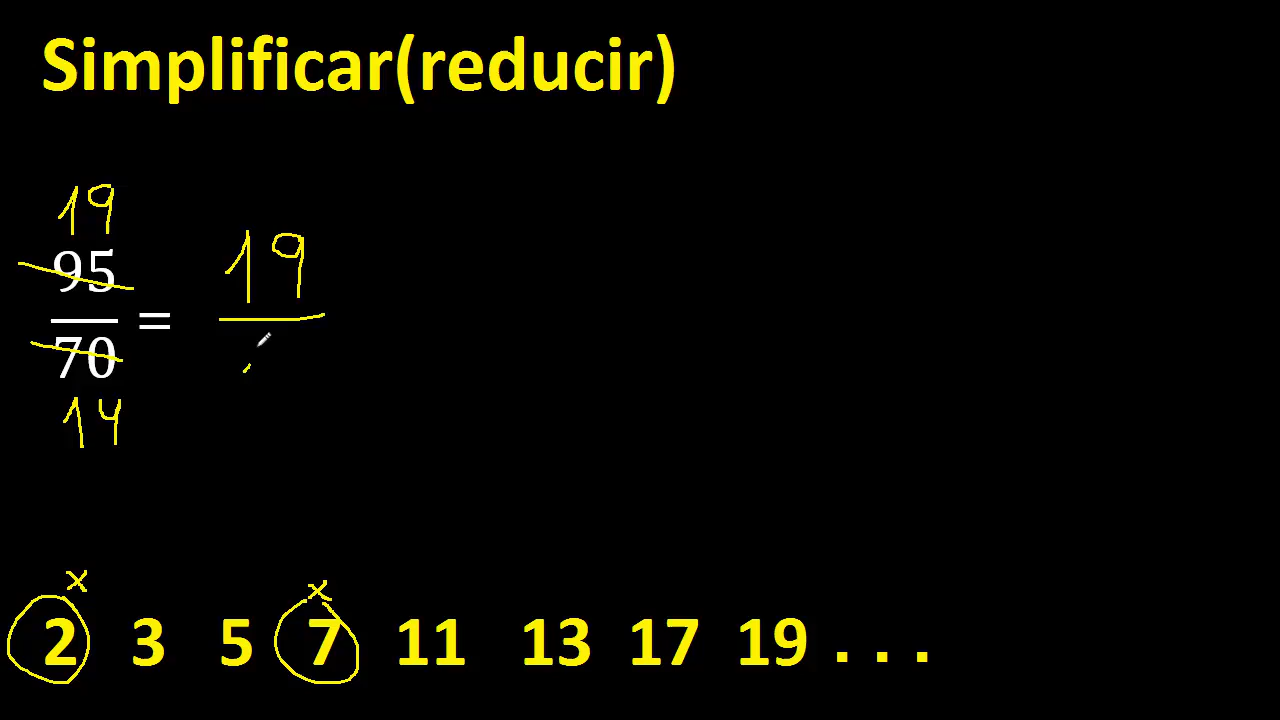 Simplificar(reducir)
19
95
70
14
=
19
x x
2 3 5 7 11 13 17 19 . . .